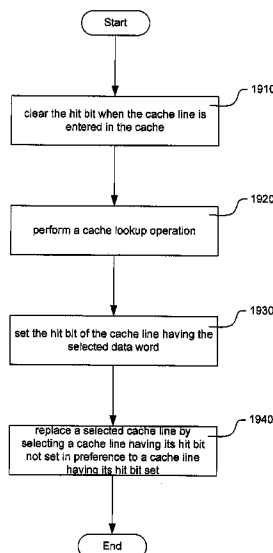 Start
1910
clear the hit bit when the cache line is
entered in the cache
1920
perform a cache lookup operation
1930
set the hit bit of the cache line having the
selected data word
1940
replace a selected cache line by
selecting a cache line having its hit bit
not set in preference to a cache line
having its hit bit set
End